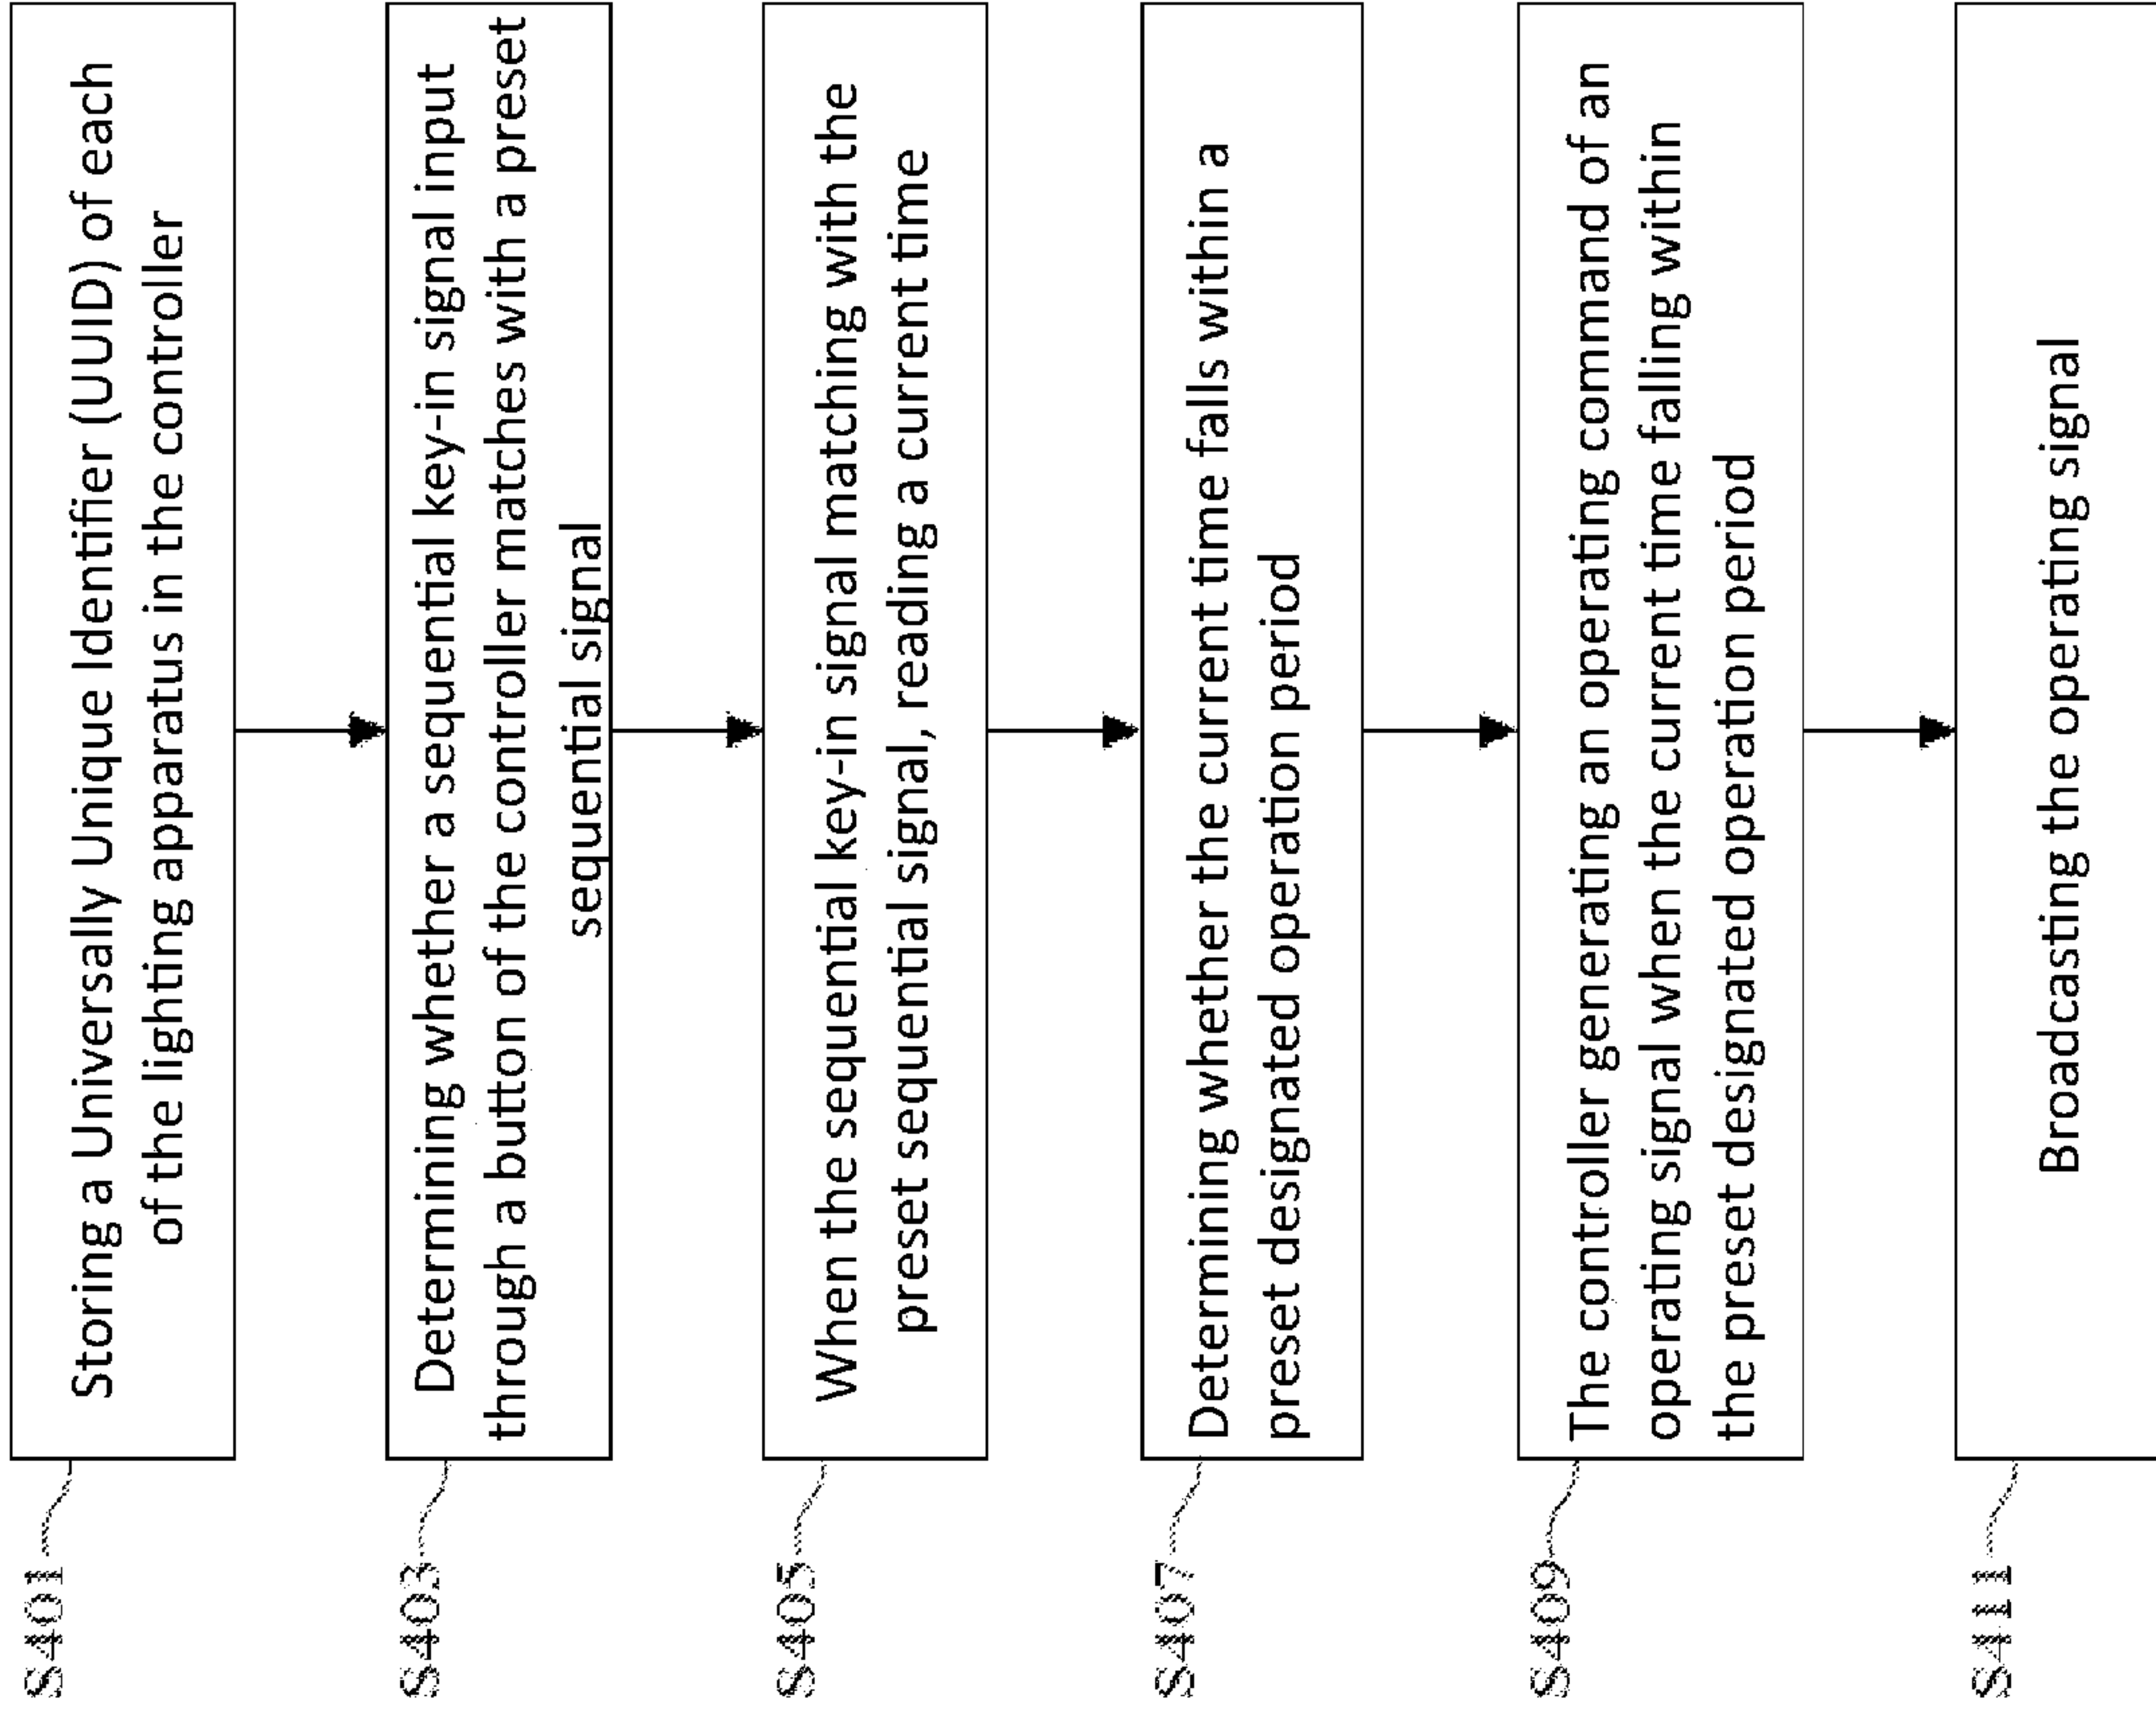 S401
Storing a Universally Unique Identifier (UUID) of each
of the lighting apparatus in the controller
S403
Determining whether a sequential key-in signal input
through a button of the controller matches with a preset
sequential signal
S405
When the sequential key-in signal matching with the
preset sequential signal, reading a current time
S407
Determining whether the current time falls within a
preset designated operation period
S409
The controller generating an operating command of an
operating signal when the current time falling within
the preset designated operation period
S411
Broadcasting the operating signal